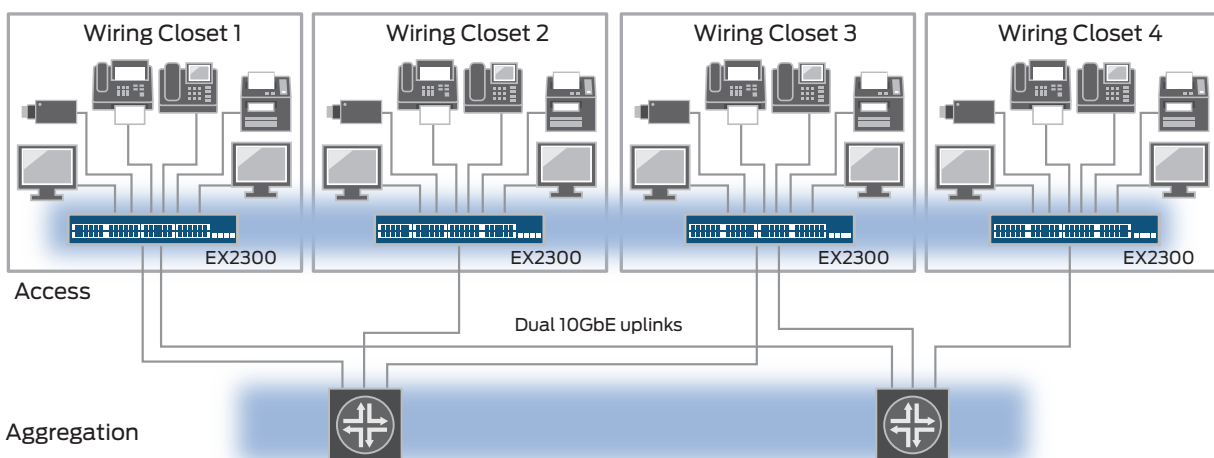 Wiring Closet 1
Wiring Closet 2
Wiring Closet 3
Wiring Closet 4
EX2300
EX2300
EX2300
EX2300
Access
Dual 10GbE uplinks
Aggregation